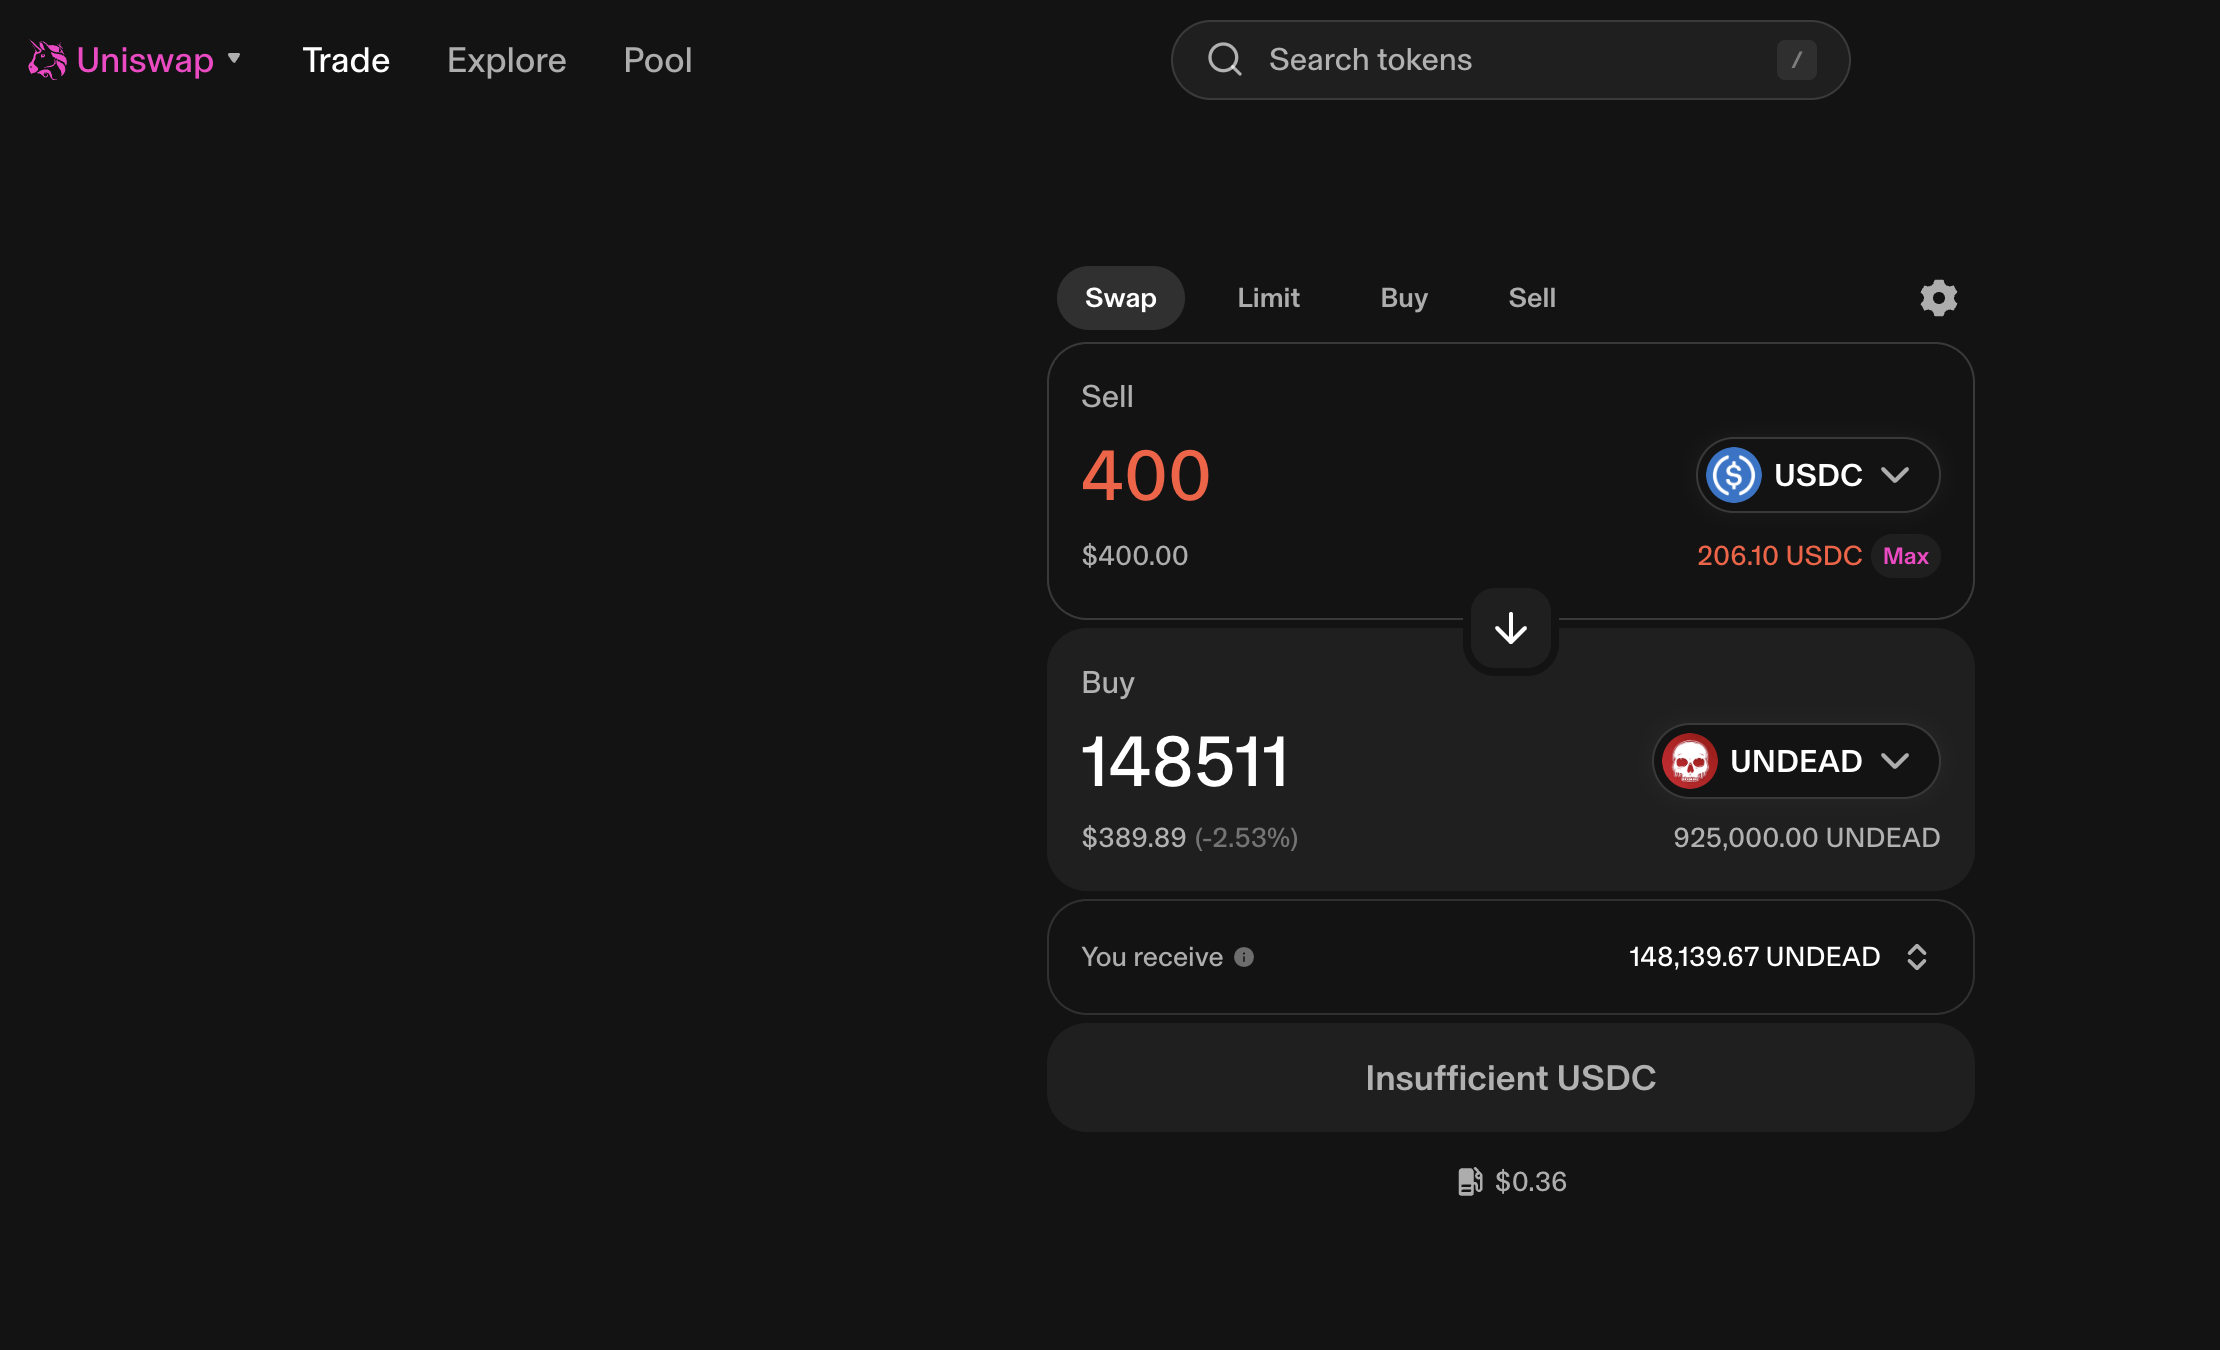 Uniswap Trade Explore Pool Search tokens /
Swap Limit Buy Sell
Sell
400 USDC
$400.00 206.10 USDC Max
Buy
148511 UNDEAD
$389.89 (-2.53%) 925,000.00 UNDEAD
You receive 148,139.67 UNDEAD
Insufficient USDC
$0.36